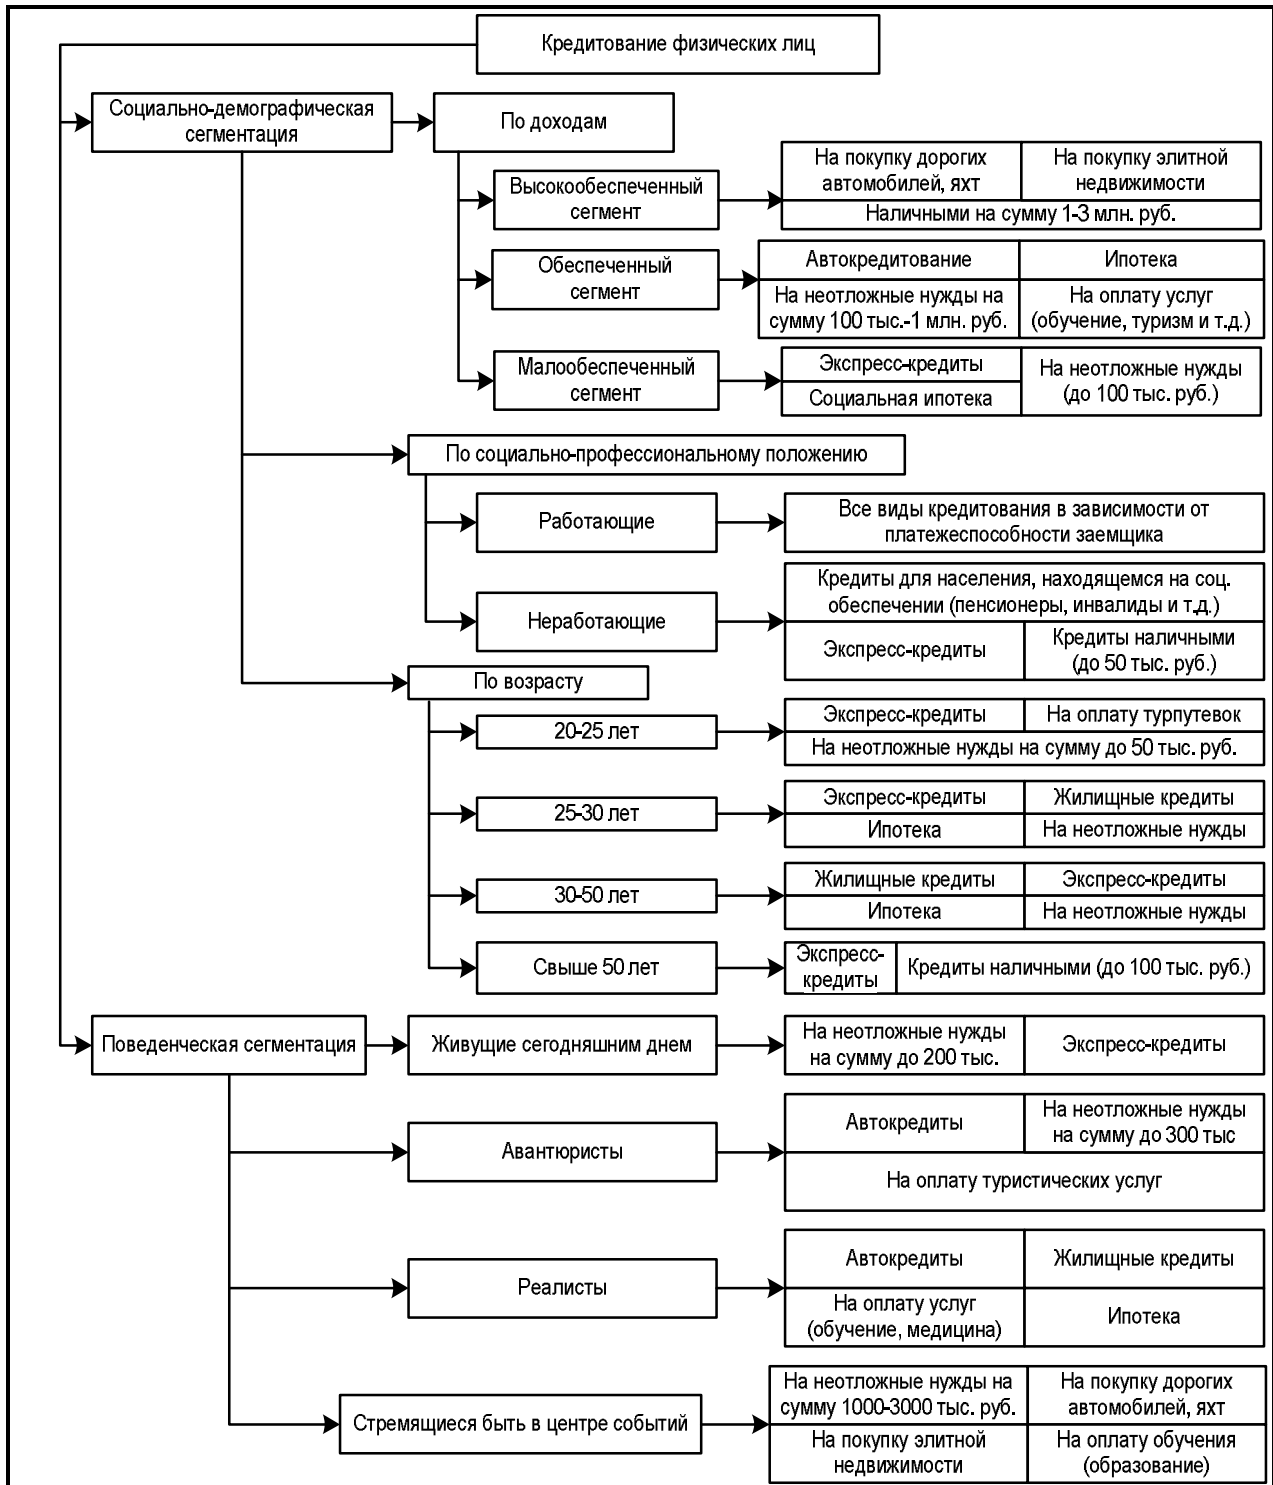 Кредитование физических лиц
Социально-демографическая
сегментация
По доходам
Высокообеспеченный
сегмент
На покупку дорогих
автомобилей, яхт
На покупку элитной
недвижимости
Наличными на сумму 1-3 млн. руб.
Обеспеченный
сегмент
Автокредитование
Ипотека
На неотложные нужды на
сумму 100 тыс.-1 млн. руб.
На оплату услуг
(обучение, туризм и т.д.)
Малообеспеченный
сегмент
Экспресс-кредиты
Социальная ипотека
На неотложные нужды
(до 100 тыс. руб.)
По социально-профессиональному положению
Работающие
Все виды кредитования в зависимости от
платежеспособности заемщика
Неработающие
Кредиты для населения, находящемся на соц.
обеспечении (пенсионеры, инвалиды и т.д.)
Экспресс-кредиты
Кредиты наличными
(до 50 тыс. руб.)
По возрасту
20-25 лет
Экспресс-кредиты
На оплату турпутевок
На неотложные нужды на сумму до 50 тыс. руб.
25-30 лет
Экспресс-кредиты
Жилищные кредиты
Ипотека
На неотложные нужды
30-50 лет
Жилищные кредиты
Экспресс-кредиты
Ипотека
На неотложные нужды
Свыше 50 лет
Экспресс-
кредиты
Кредиты наличными (до 100 тыс. руб.)
Поведенческая сегментация
Живущие сегодняшним днем
На неотложные нужды
на сумму до 200 тыс.
Экспресс-кредиты
Авантюристы
Автокредиты
На неотложные нужды
на сумму до 300 тыс
На оплату туристических услуг
Реалисты
Автокредиты
Жилищные кредиты
На оплату услуг
(обучение, медицина)
Ипотека
Стремящиеся быть в центре событий
На неотложные нужды на
сумму 1000-3000 тыс. руб.
На покупку дорогих
автомобилей, яхт
На покупку элитной
недвижимости
На оплату обучения
(образование)